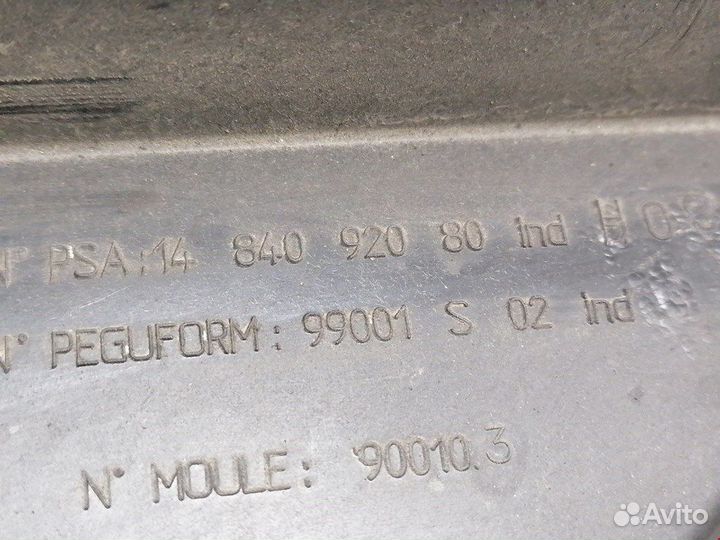 N° PSA: 14 840 920 80 ind
N° PEGUFORM: 99001 S 02 ind
N° MOULE: 90010.3
Avito